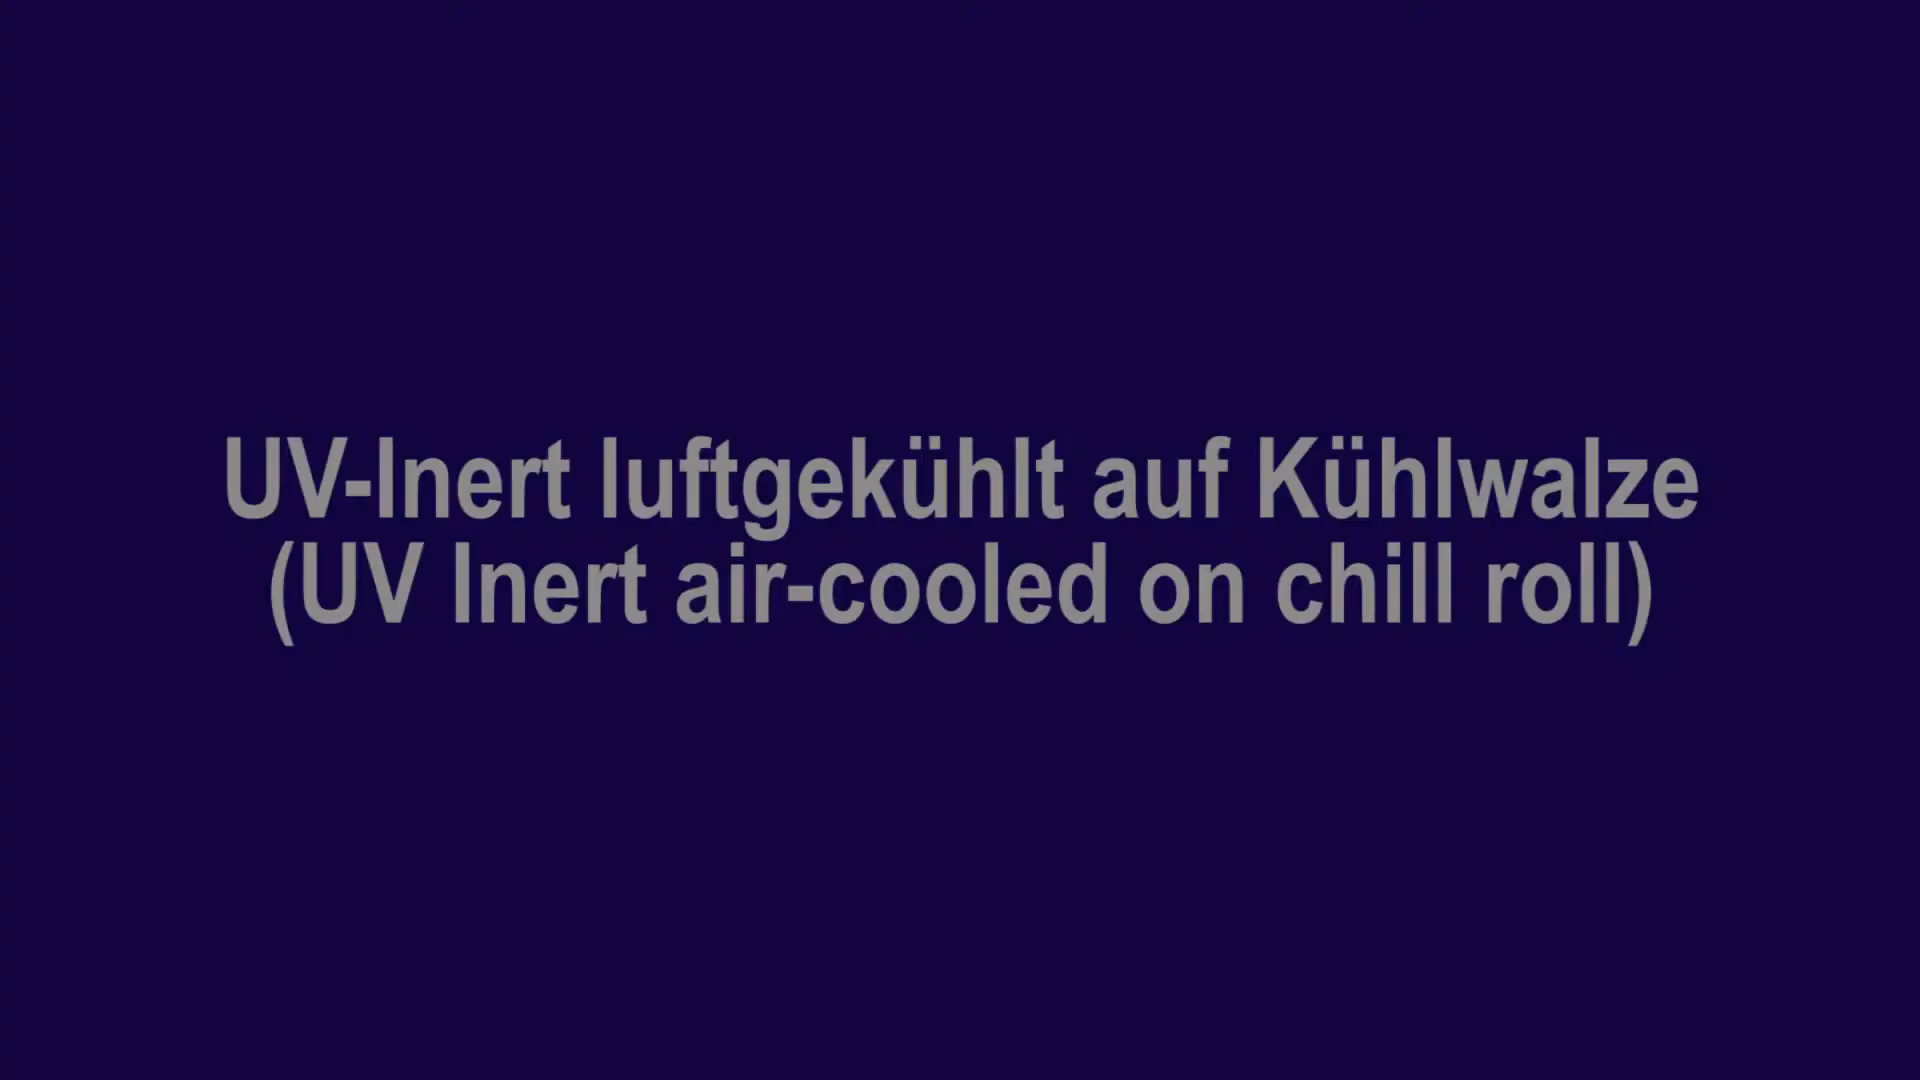 UV-Inert luftgekühlt auf Kühlwalze
(UV Inert air-cooled on chill roll)